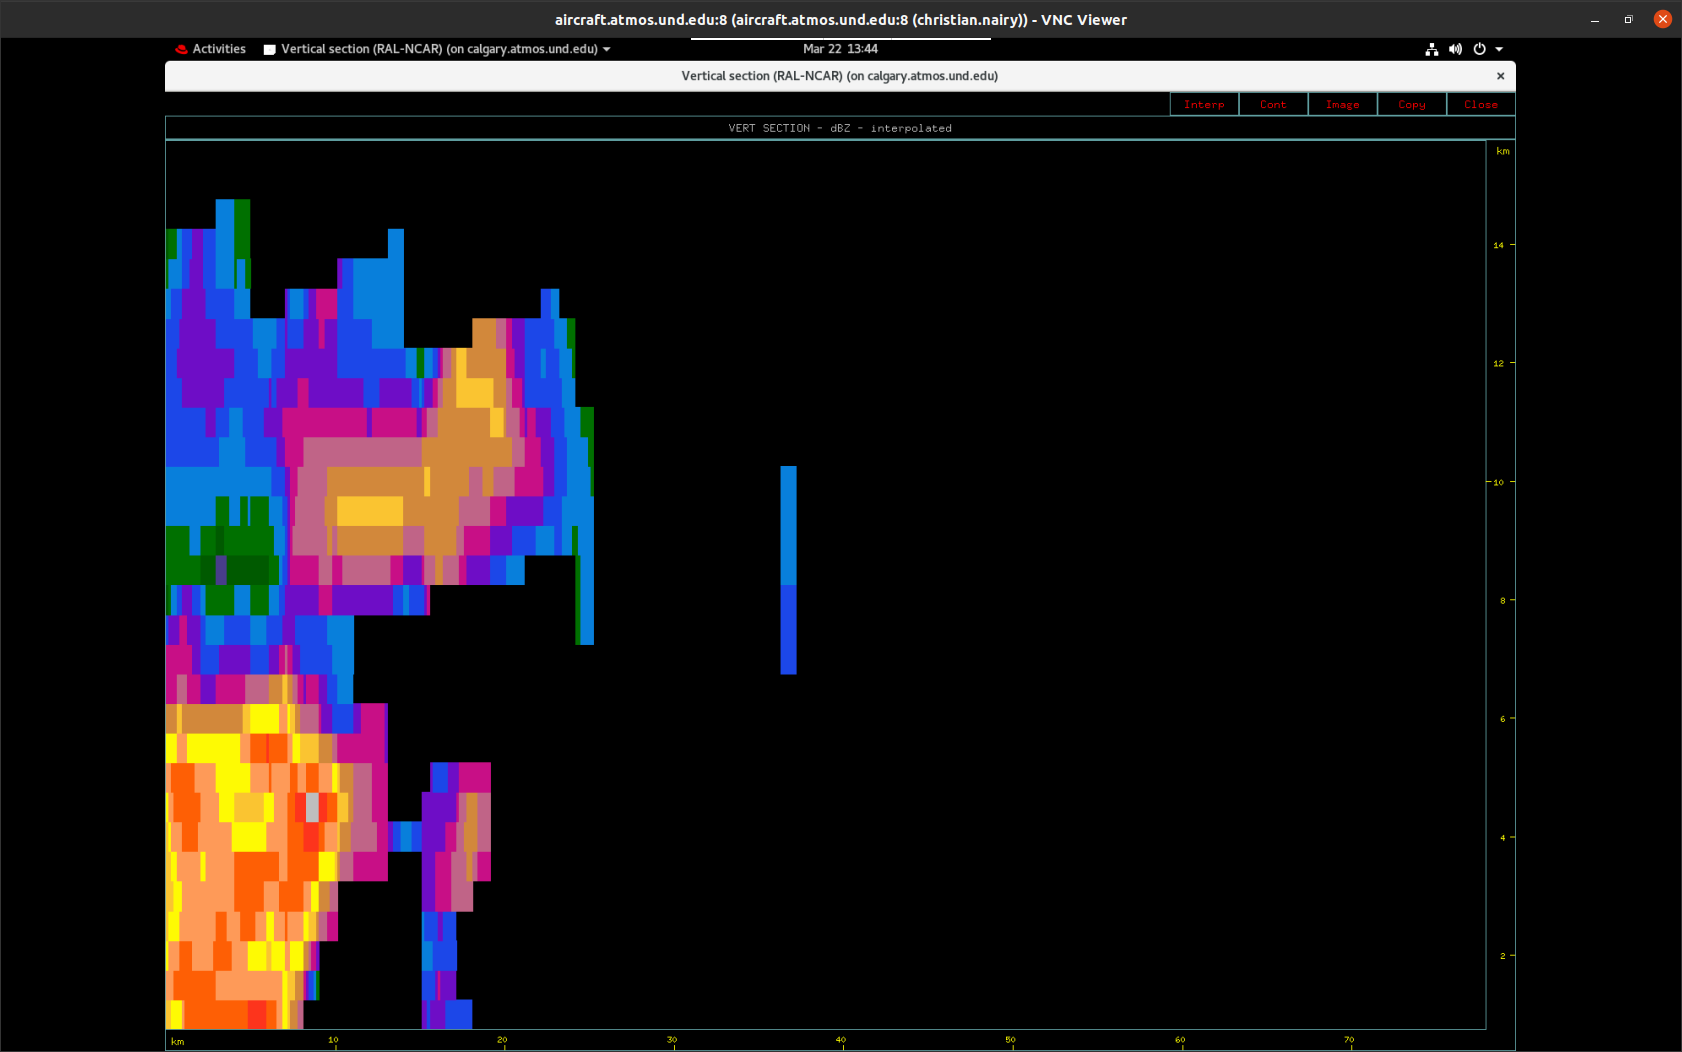 aircraft.atmos.und.edu:8 (aircraft.atmos.und.edu:8 (christian.nairy)) - VNC Viewer
Activities Vertical section (RAL-NCAR) (on calgary.atmos.und.edu) Mar 22 13:44
Vertical section (RAL-NCAR) (on calgary.atmos.und.edu)
Interp Cont Image Copy Close
VERT SECTION - dBZ - interpolated
km
14
12
10
8
6
4
2
km 10 20 30 40 50 60 70